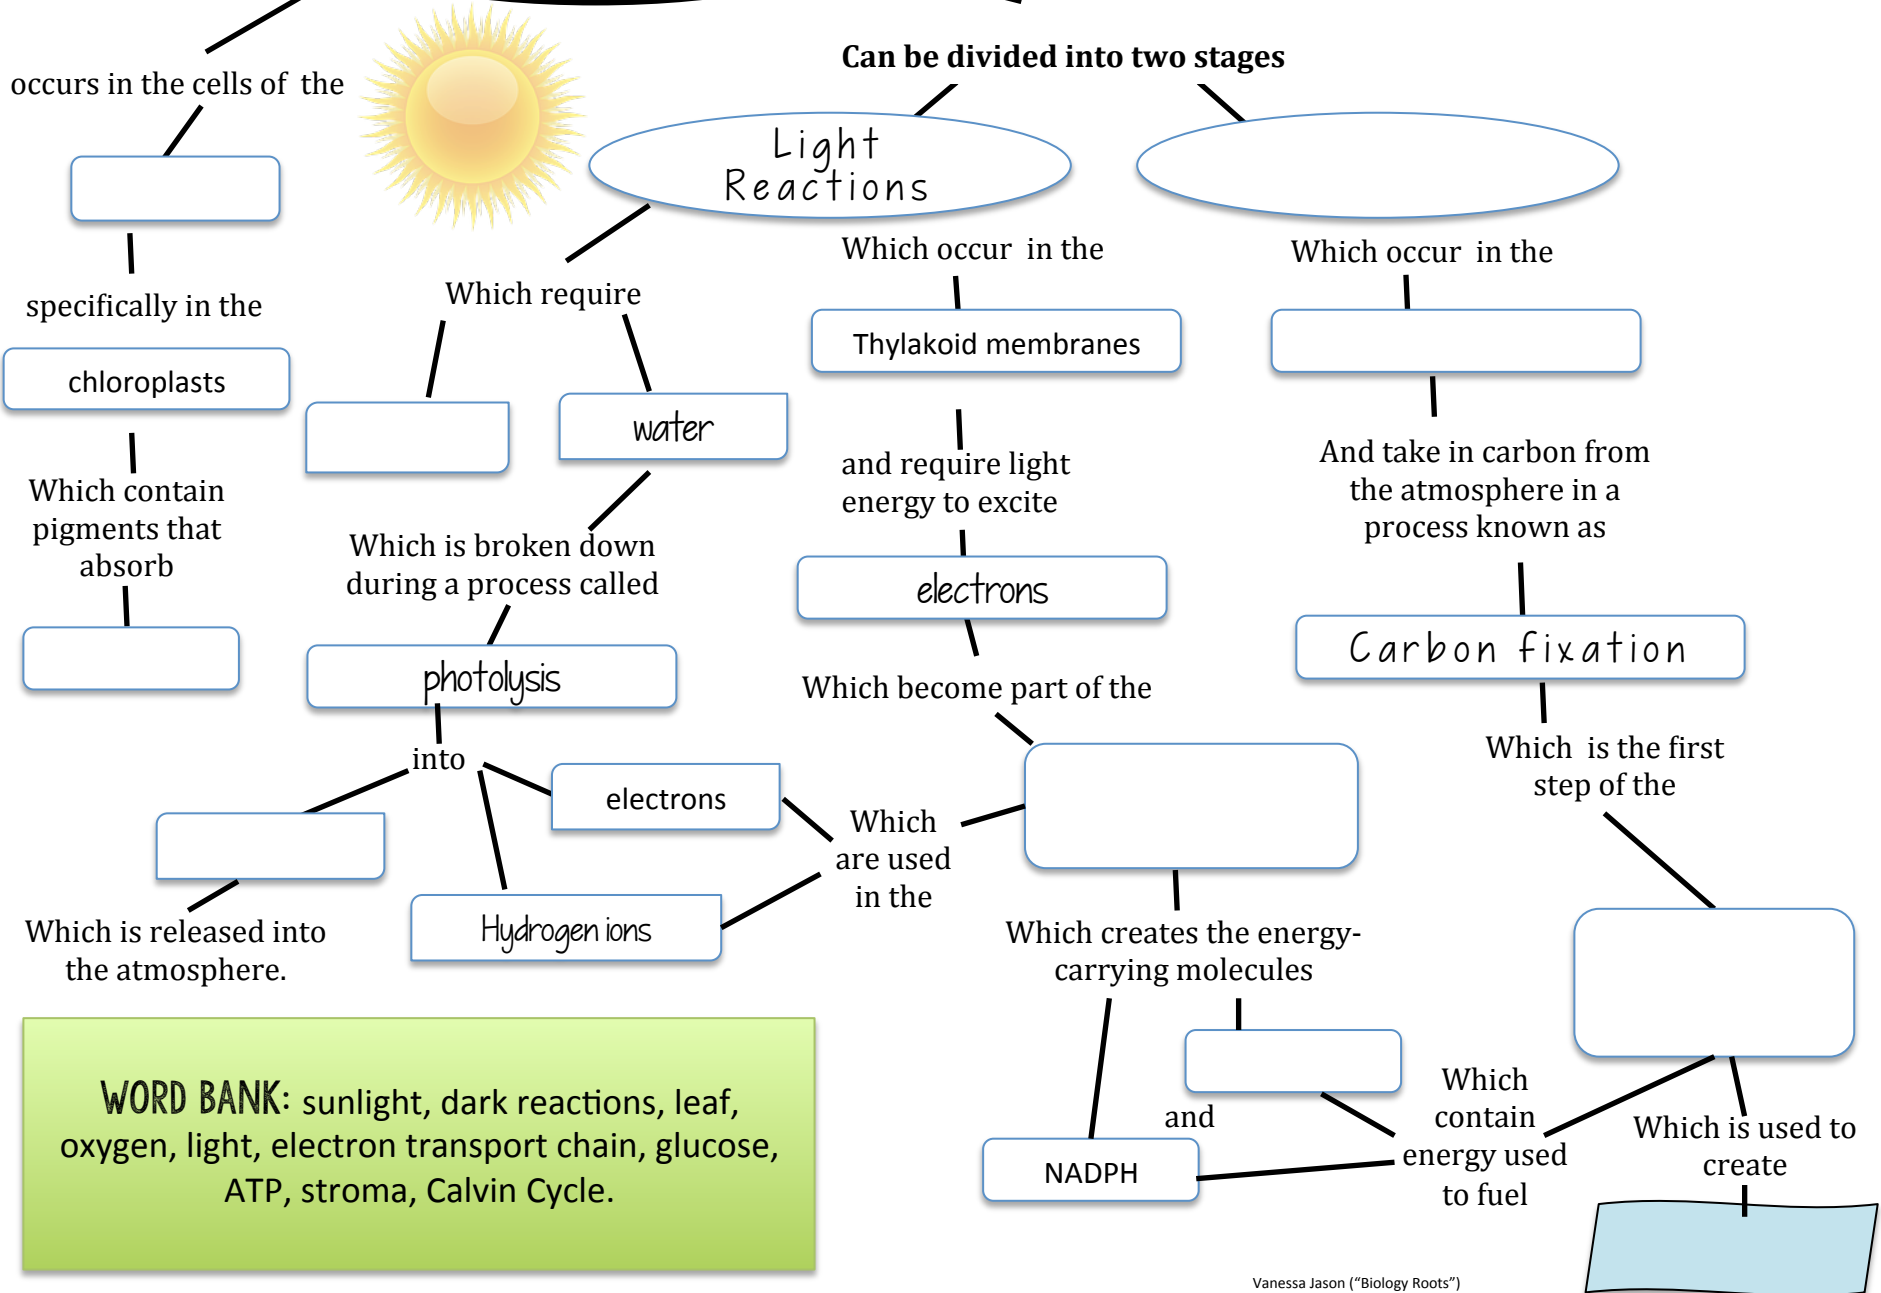 Can be divided into two stages
occurs in the cells of the
Light
Reactions
Which occur in the
Which occur in the
Which require
specifically in the
Thylakoid membranes
chloroplasts
water
and require light
energy to excite
And take in carbon from
the atmosphere in a
process known as
Which contain
pigments that
absorb
Which is broken down
during a process called
electrons
Carbon fixation
photolysis
Which become part of the
into
Which is the first
step of the
electrons
Which
are used
in the
Hydrogen ions
Which is released into
the atmosphere.
Which creates the energy-
carrying molecules
WORD BANK: sunlight, dark reactions, leaf,
oxygen, light, electron transport chain, glucose,
ATP, stroma, Calvin Cycle.
and
NADPH
Which
contain
energy used
to fuel
Which is used to
create
Vanessa Jason (“Biology Roots”)